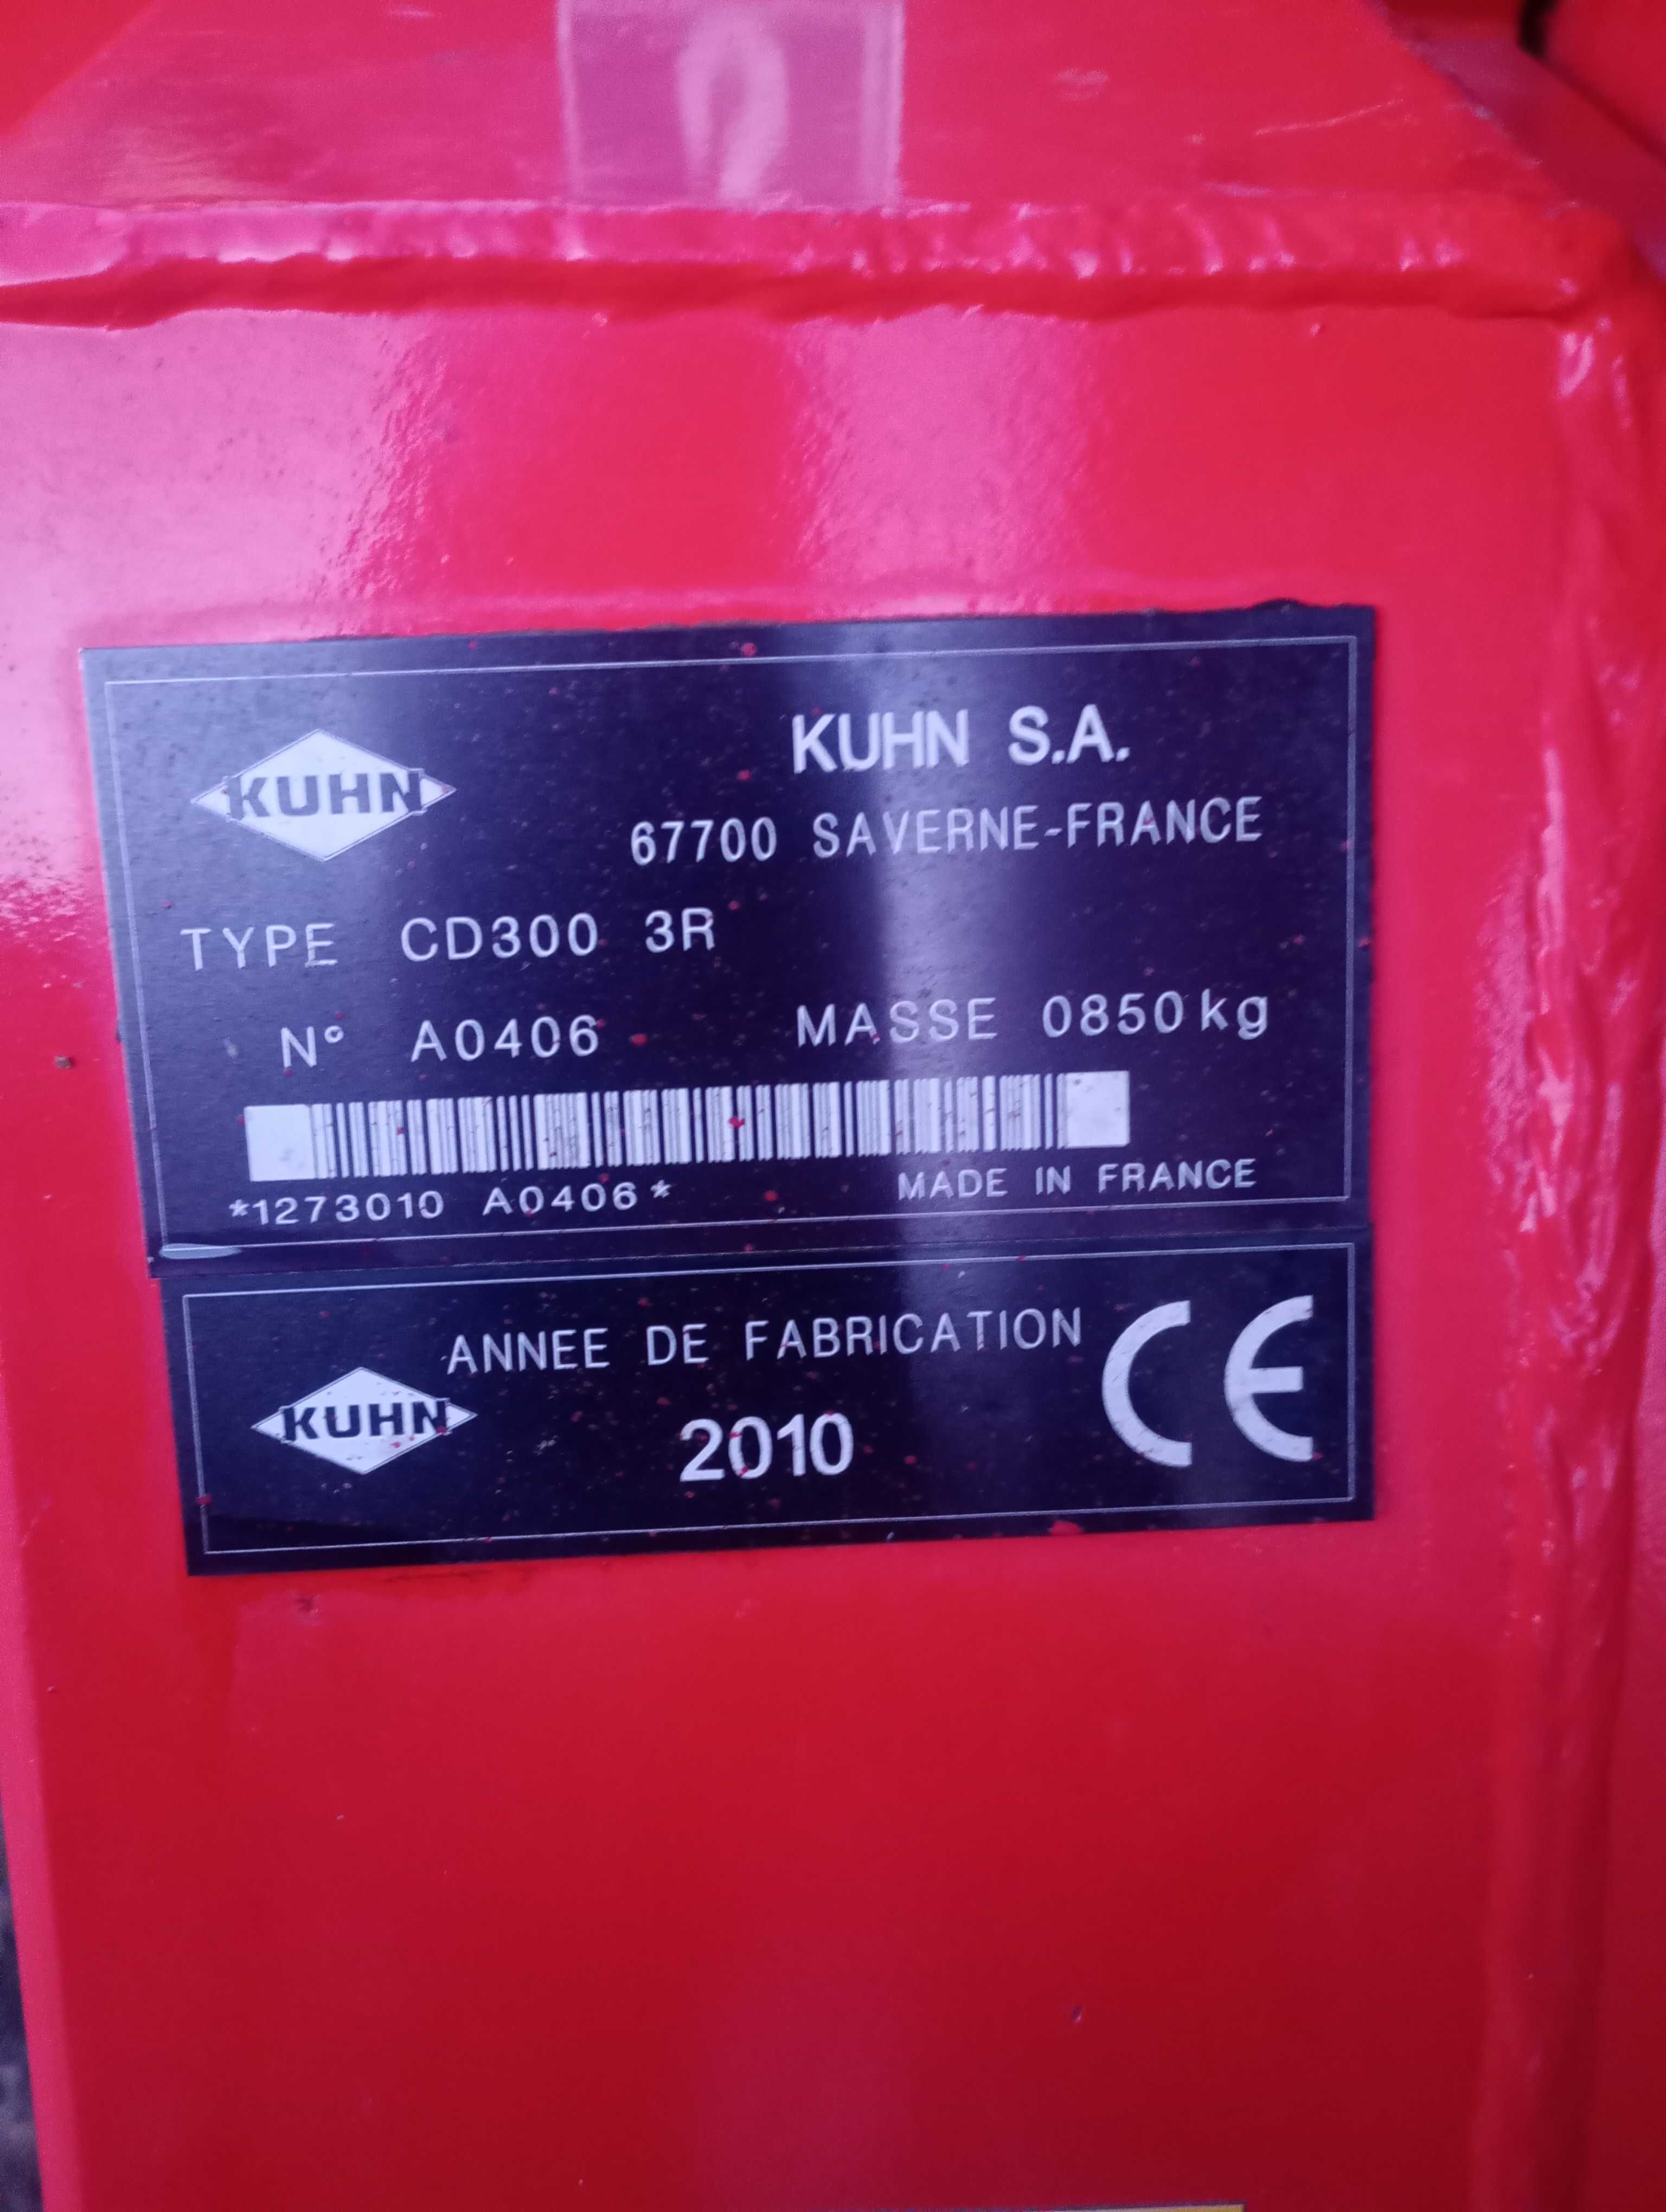 KUHN
KUHN S.A.
67700 SAVERNE-FRANCE
TYPE CD300 3R
N° A0406 MASSE 0850kg
*1273010 A0406*
MADE IN FRANCE
ANNEE DE FABRICATION
KUHN
2010
CE